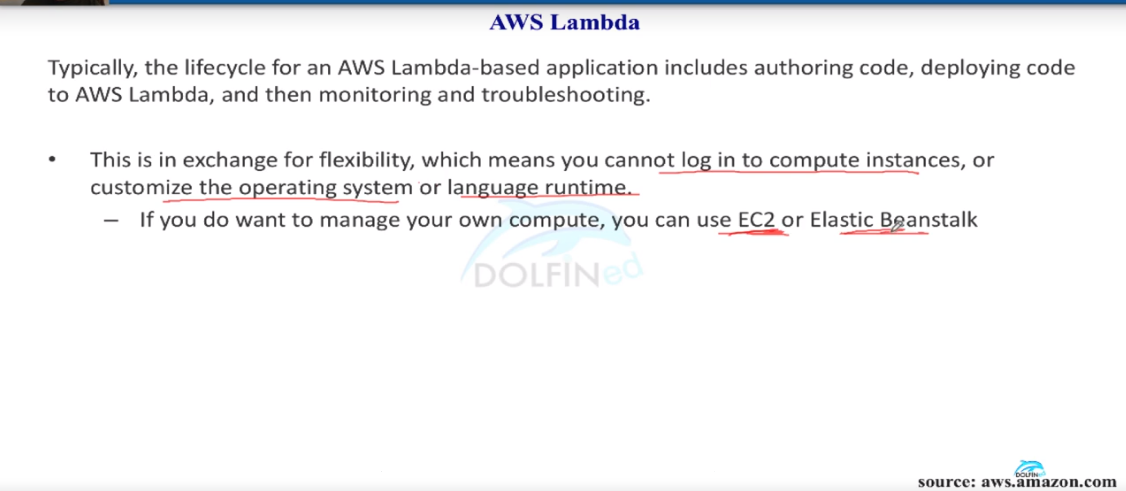 AWS Lambda
Typically, the lifecycle for an AWS Lambda-based application includes authoring code, deploying code
to AWS Lambda, and then monitoring and troubleshooting.
• This is in exchange for flexibility, which means you cannot log in to compute instances, or
customize the operating system or language runtime.
– If you do want to manage your own compute, you can use EC2 or Elastic Beanstalk
DOLFINed
DOLFINed
source: aws.amazon.com